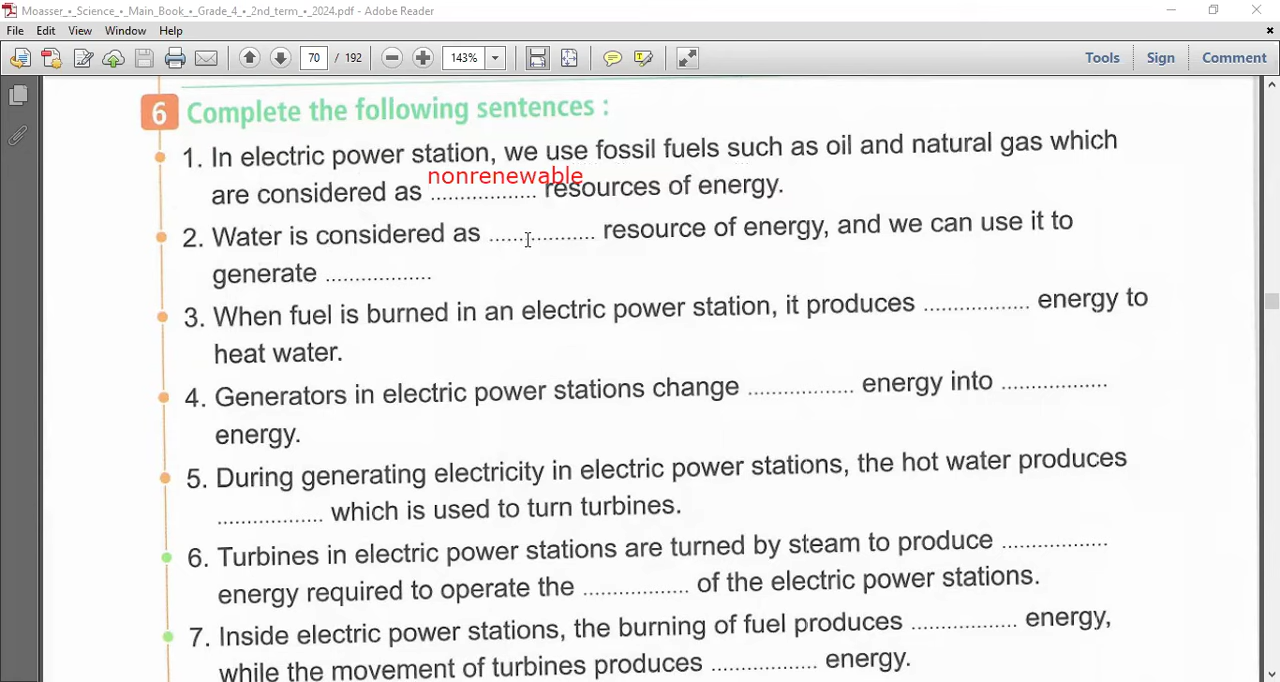 Moasser_•_Science_•_Main_Book_•_Grade_4_•_2nd_term_•_2024.pdf - Adobe Reader
File Edit View Window Help
70 / 192 143% Tools Sign Comment
6 Complete the following sentences :
1. In electric power station, we use fossil fuels such as oil and natural gas which
nonrenewable
are considered as .................. resources of energy.
2. Water is considered as .................. resource of energy, and we can use it to
generate ..................
3. When fuel is burned in an electric power station, it produces .................. energy to
heat water.
4. Generators in electric power stations change .................. energy into ..................
energy.
5. During generating electricity in electric power stations, the hot water produces
.................. which is used to turn turbines.
6. Turbines in electric power stations are turned by steam to produce ..................
energy required to operate the .................. of the electric power stations.
7. Inside electric power stations, the burning of fuel produces .................. energy,
while the movement of turbines produces .................. energy.